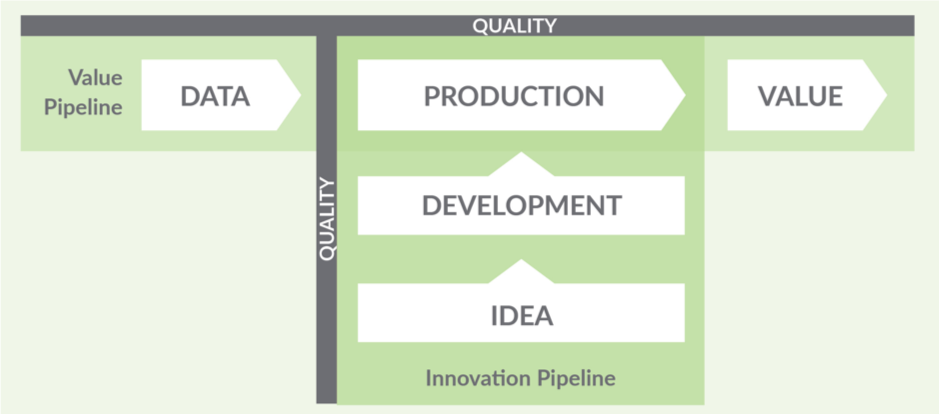 QUALITY
Value
Pipeline
DATA
PRODUCTION
VALUE
QUALITY
DEVELOPMENT
IDEA
Innovation Pipeline